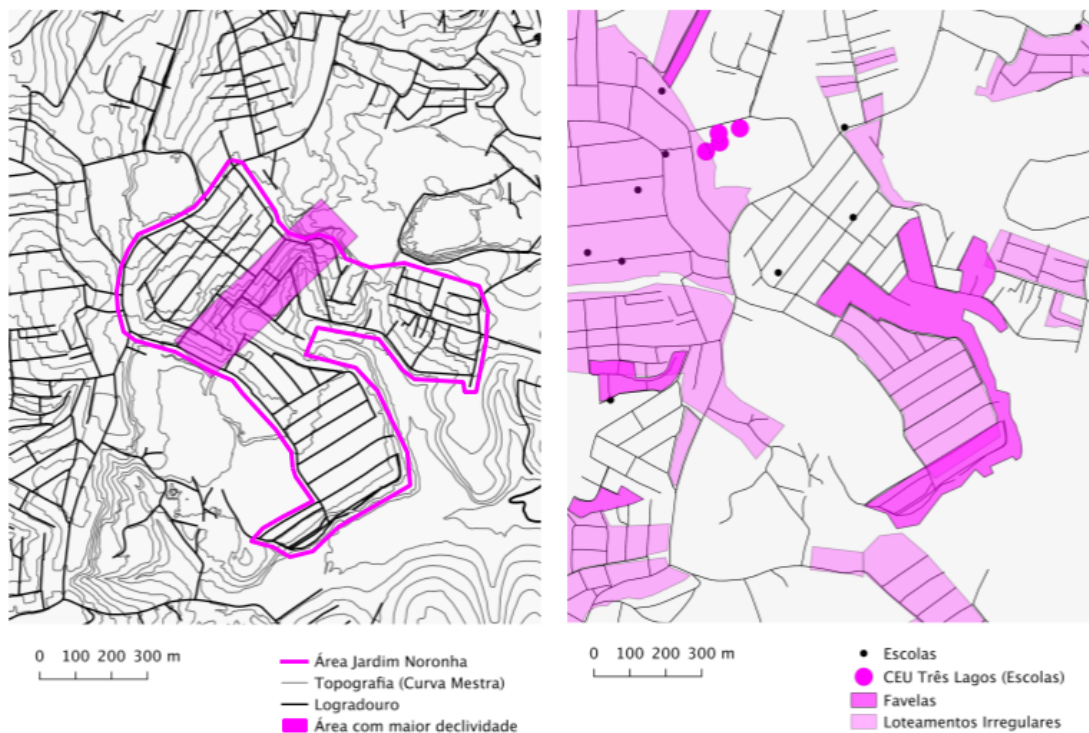 0 100 200 300 m
Área Jardim Noronha
Topografia (Curva Mestra)
Logradouro
Área com maior declividade
0 100 200 300 m
Escolas
CEU Três Lagos (Escolas)
Favelas
Loteamentos Irregulares